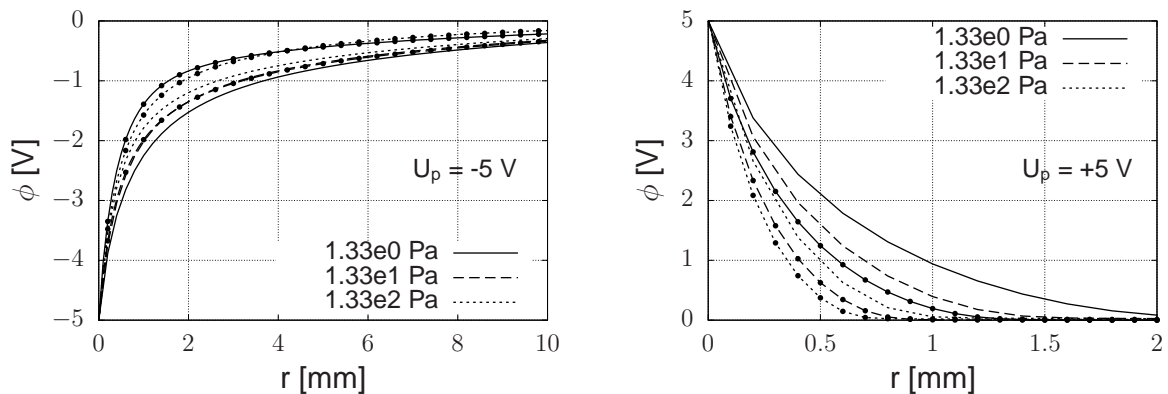 0
−1
−2
−3
−4
−5
ϕ [V]
U_p = -5 V
1.33e0 Pa
1.33e1 Pa
1.33e2 Pa
0 2 4 6 8 10
r [mm]
5
4
3
2
1
0
ϕ [V]
1.33e0 Pa
1.33e1 Pa
1.33e2 Pa
U_p = +5 V
0 0.5 1 1.5 2
r [mm]